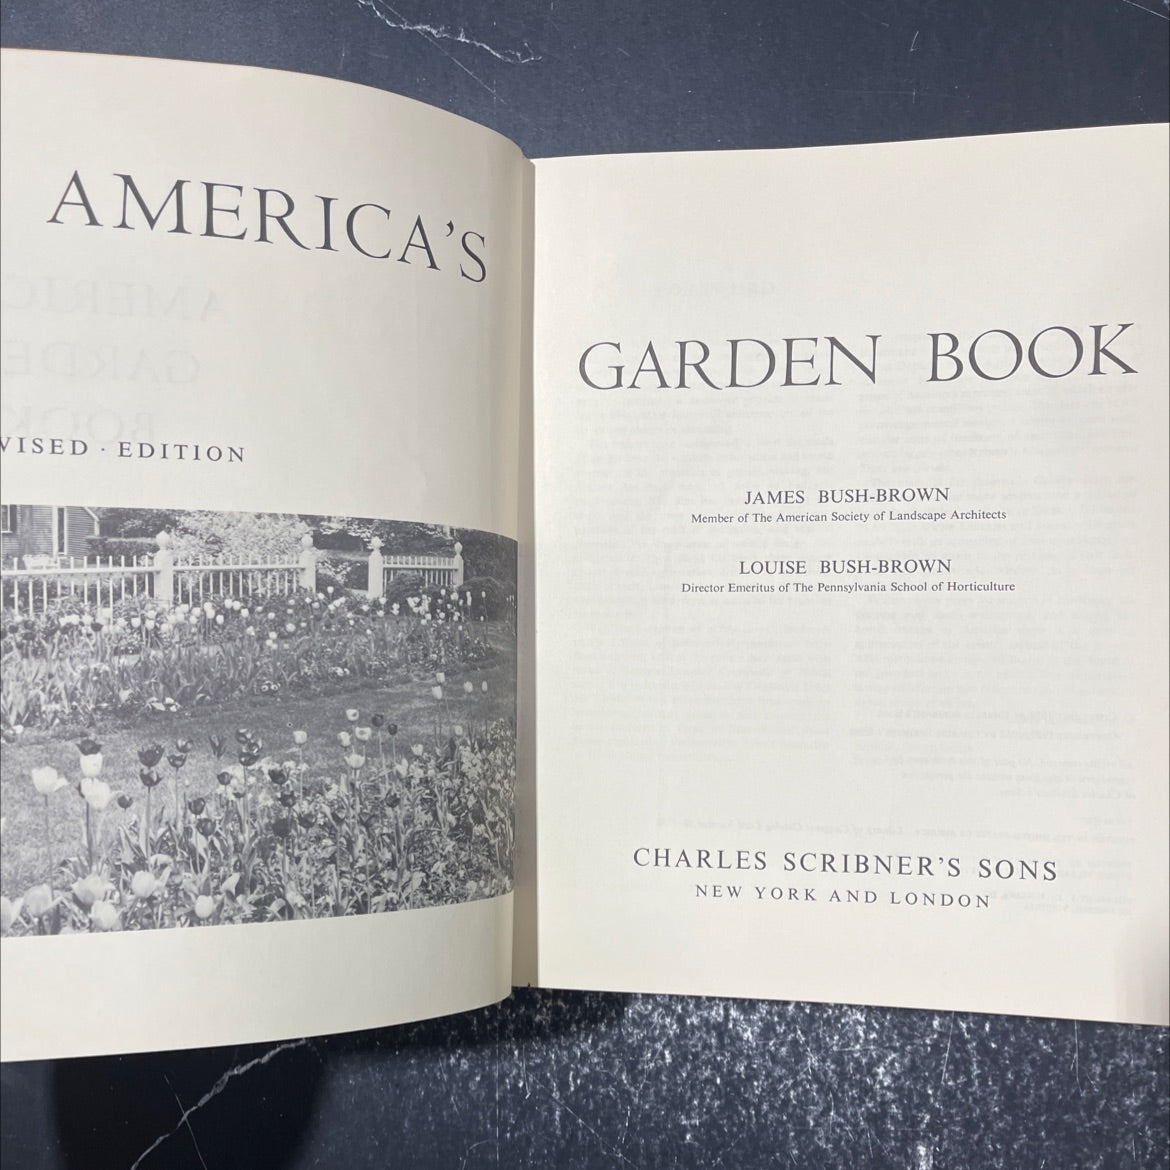 AMERICA'S
VISED · EDITION
GARDEN BOOK
JAMES BUSH-BROWN
Member of The American Society of Landscape Architects
LOUISE BUSH-BROWN
Director Emeritus of The Pennsylvania School of Horticulture
CHARLES SCRIBNER'S SONS
NEW YORK AND LONDON